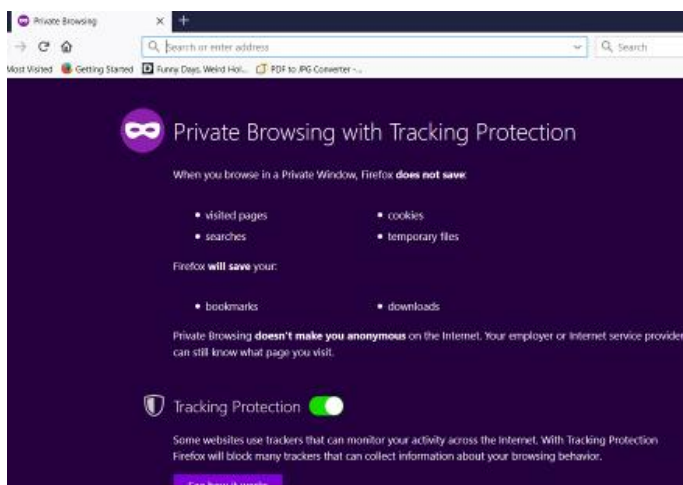 Private Browsing
Search or enter address
Search
Most Visited Getting Started Funny Days, Weird Hol... PDF to JPG Converter -...
Private Browsing with Tracking Protection
When you browse in a Private Window, Firefox does not save:
• visited pages • cookies
• searches • temporary files
Firefox will save your:
• bookmarks • downloads
Private Browsing doesn't make you anonymous on the Internet. Your employer or Internet service provider
can still know what page you visit.
Tracking Protection
Some websites use trackers that can monitor your activity across the Internet. With Tracking Protection
Firefox will block many trackers that can collect information about your browsing behavior.
See how it works